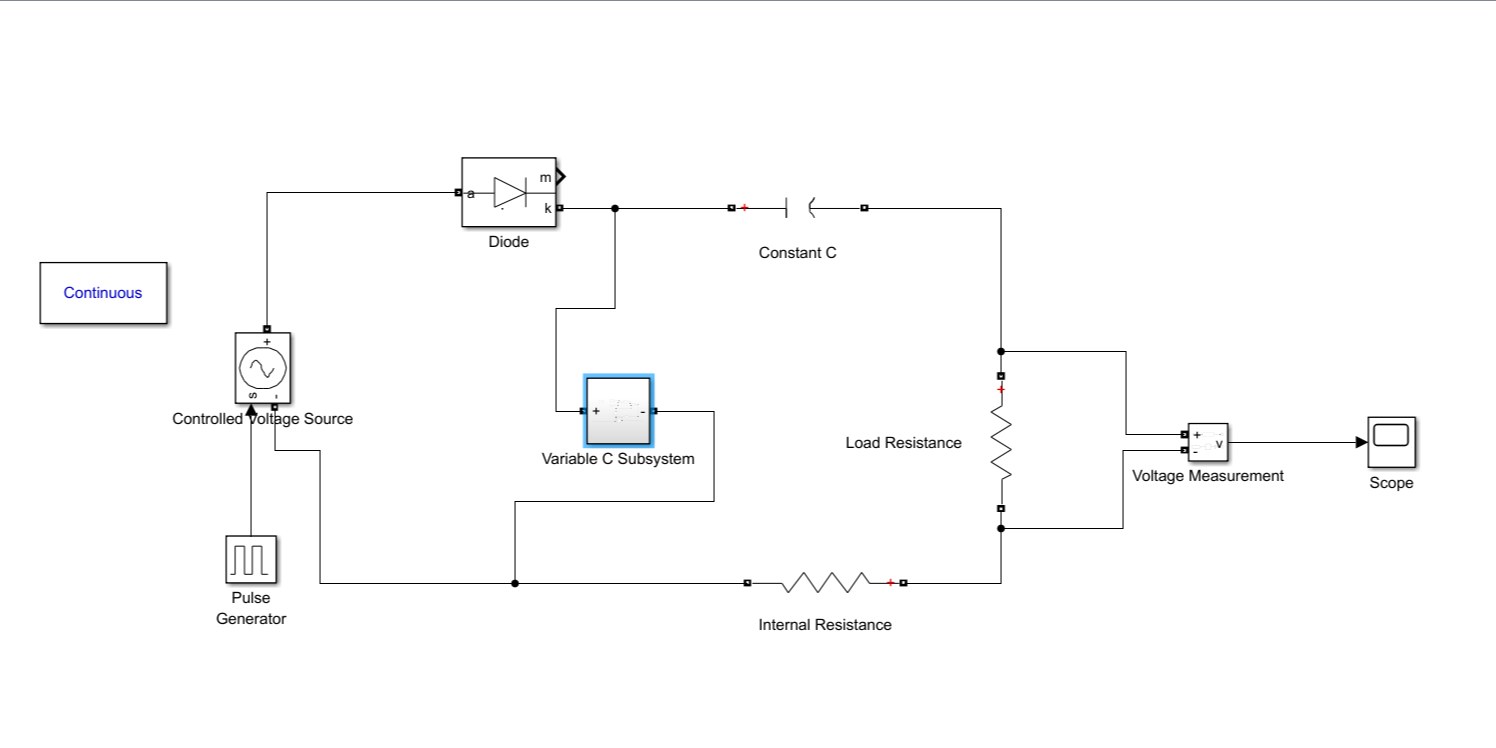 m
a
k
Diode
+
Constant C
Continuous
+
s
-
Controlled Voltage Source
+
-
Variable C Subsystem
+
Load Resistance
+
-
v
Voltage Measurement
Scope
Pulse
Generator
+
Internal Resistance